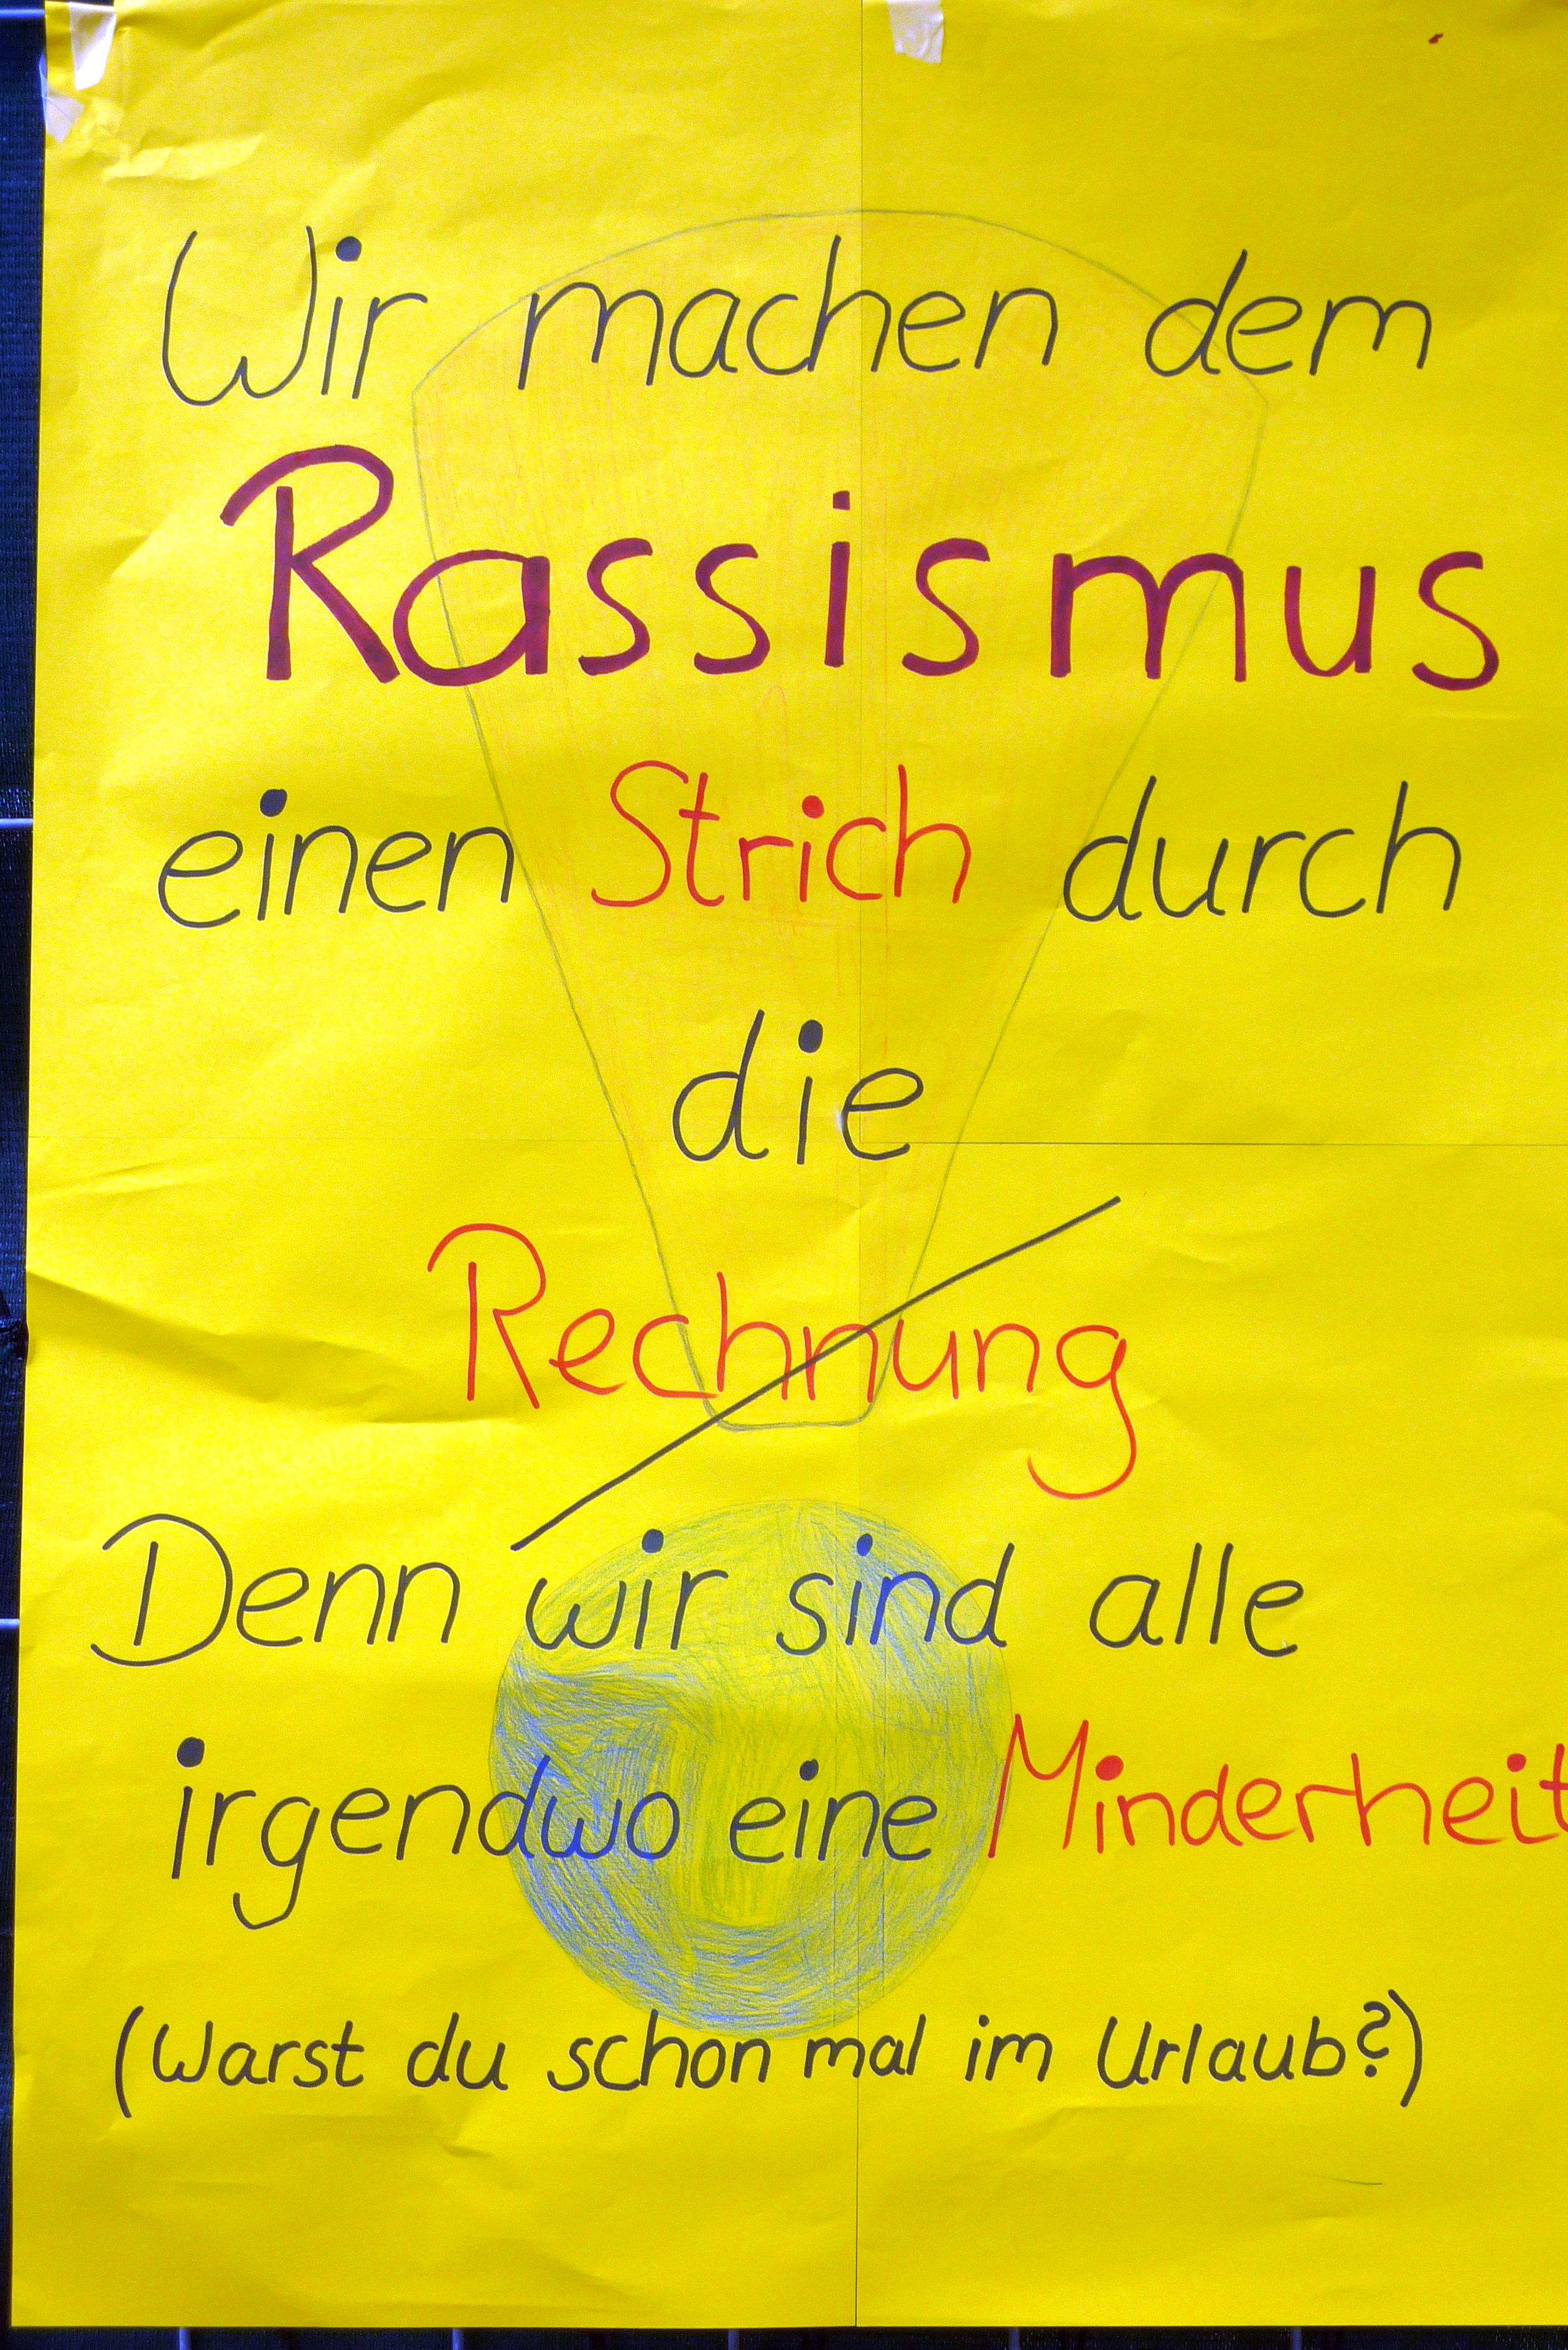 Wir machen dem
Rassismus
einen Strich durch
die
Rechnung
Denn wir sind alle
irgendwo eine Minderheit
(Warst du schon mal im Urlaub?)